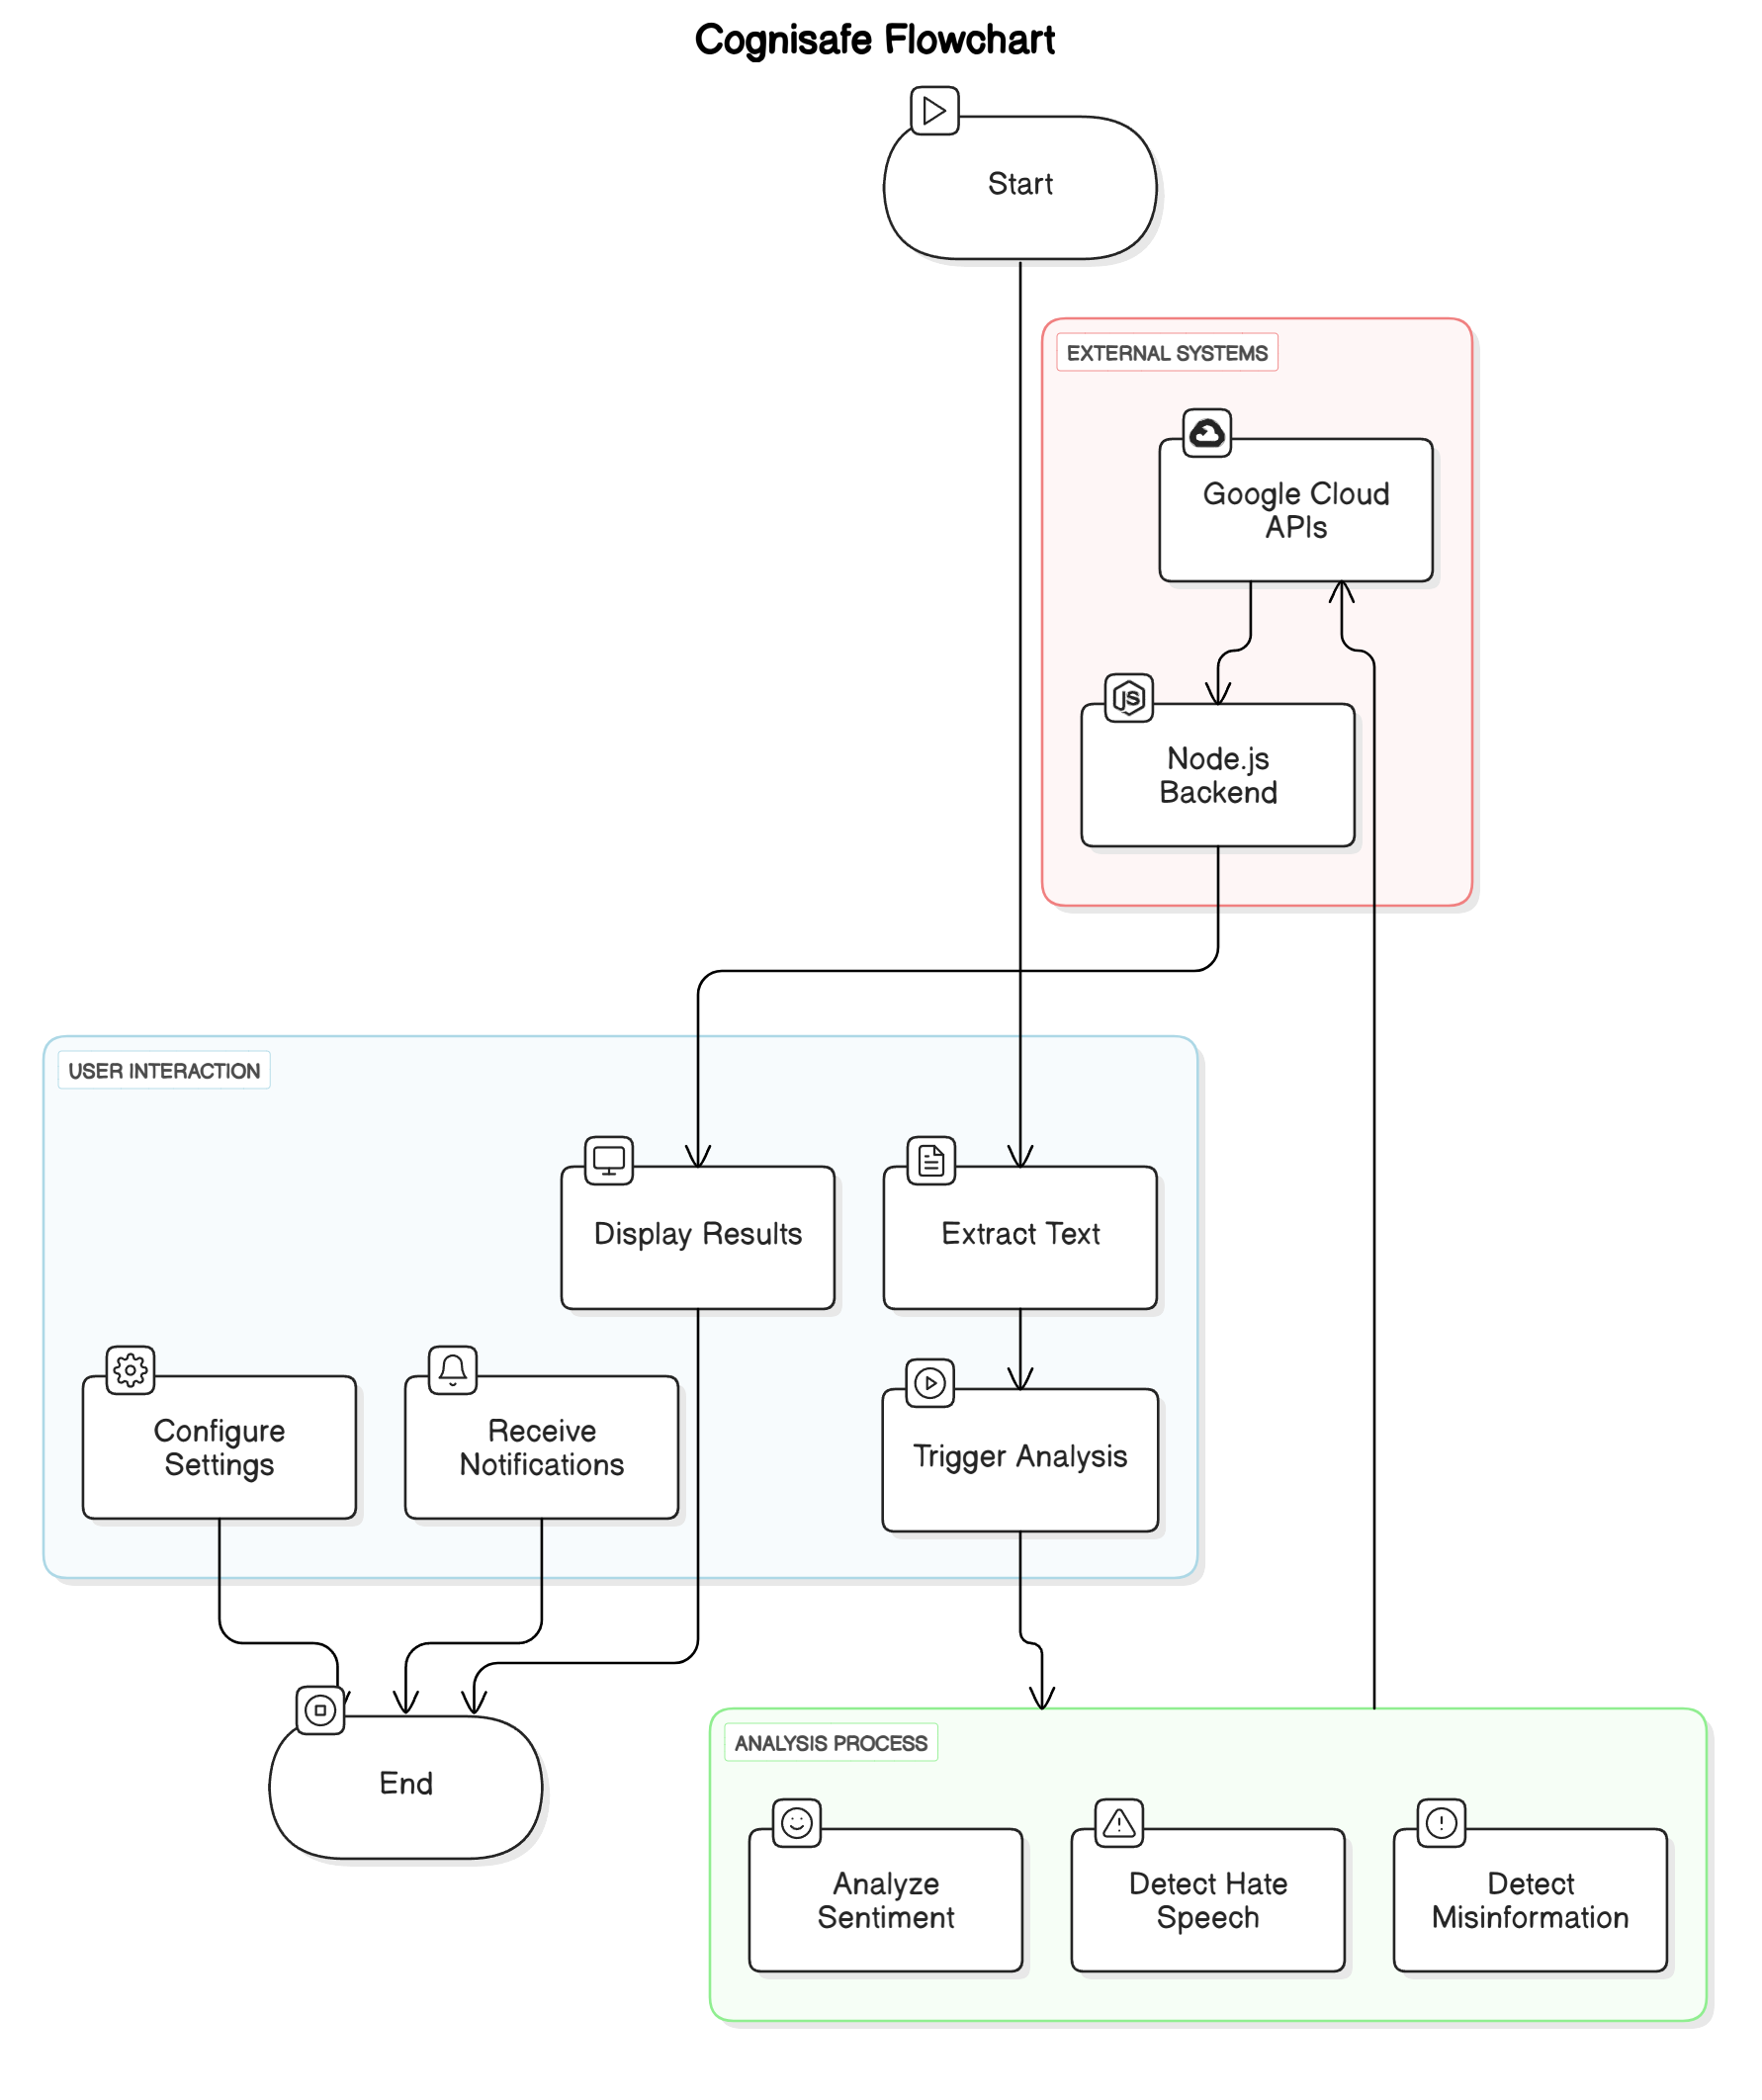 Cognisafe Flowchart
Start
EXTERNAL SYSTEMS
Google Cloud
APIs
JS
Node.js
Backend
USER INTERACTION
Display Results
Extract Text
Configure
Settings
Receive
Notifications
Trigger Analysis
End
ANALYSIS PROCESS
Analyze
Sentiment
Detect Hate
Speech
Detect
Misinformation